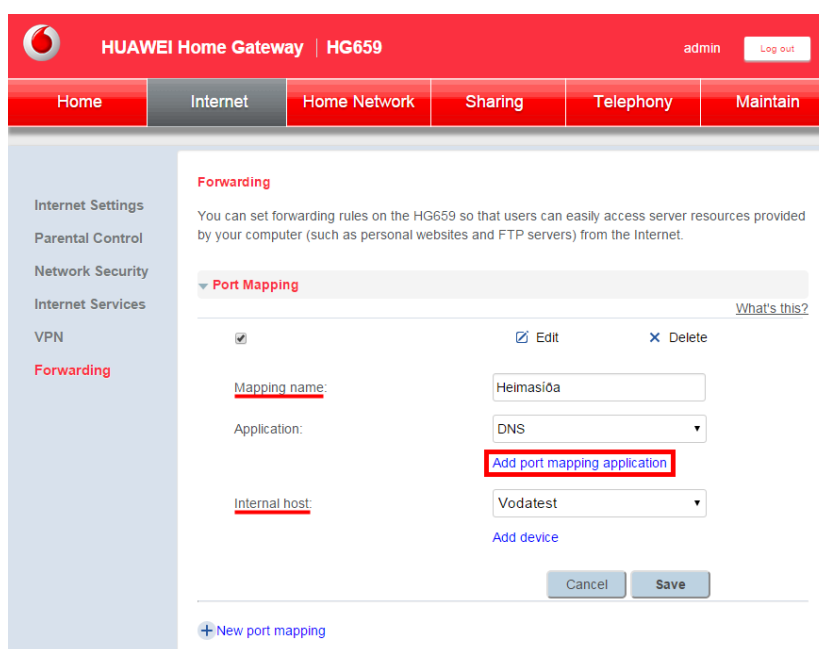 HUAWEI Home Gateway | HG659
admin
Log out
Home
Internet
Home Network
Sharing
Telephony
Maintain
Internet Settings
Parental Control
Network Security
Internet Services
VPN
Forwarding
Forwarding
You can set forwarding rules on the HG659 so that users can easily access server resources provided
by your computer (such as personal websites and FTP servers) from the Internet.
Port Mapping
What's this?
Edit
Delete
Mapping name:
Heimasíða
Application:
DNS
Add port mapping application
Internal host:
Vodatest
Add device
Cancel
Save
New port mapping